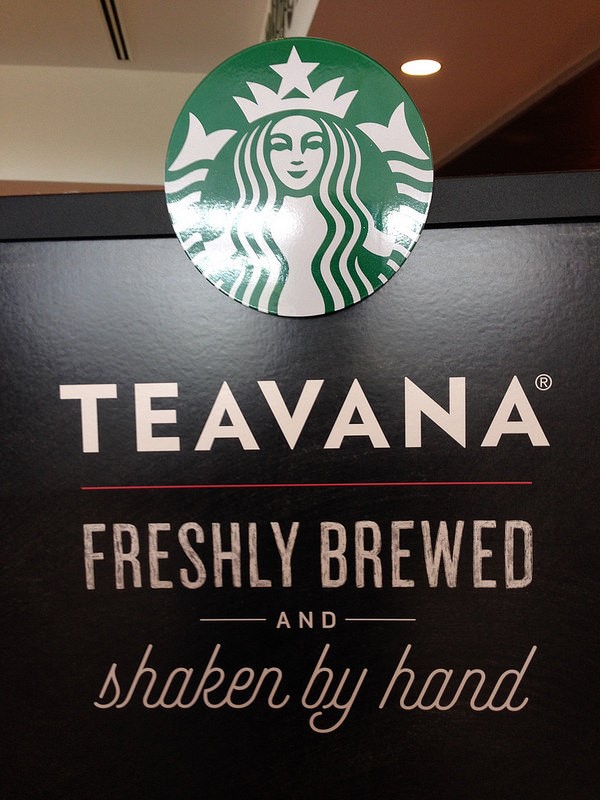 TEAVANA®
FRESHLY BREWED
AND
shaken by hand